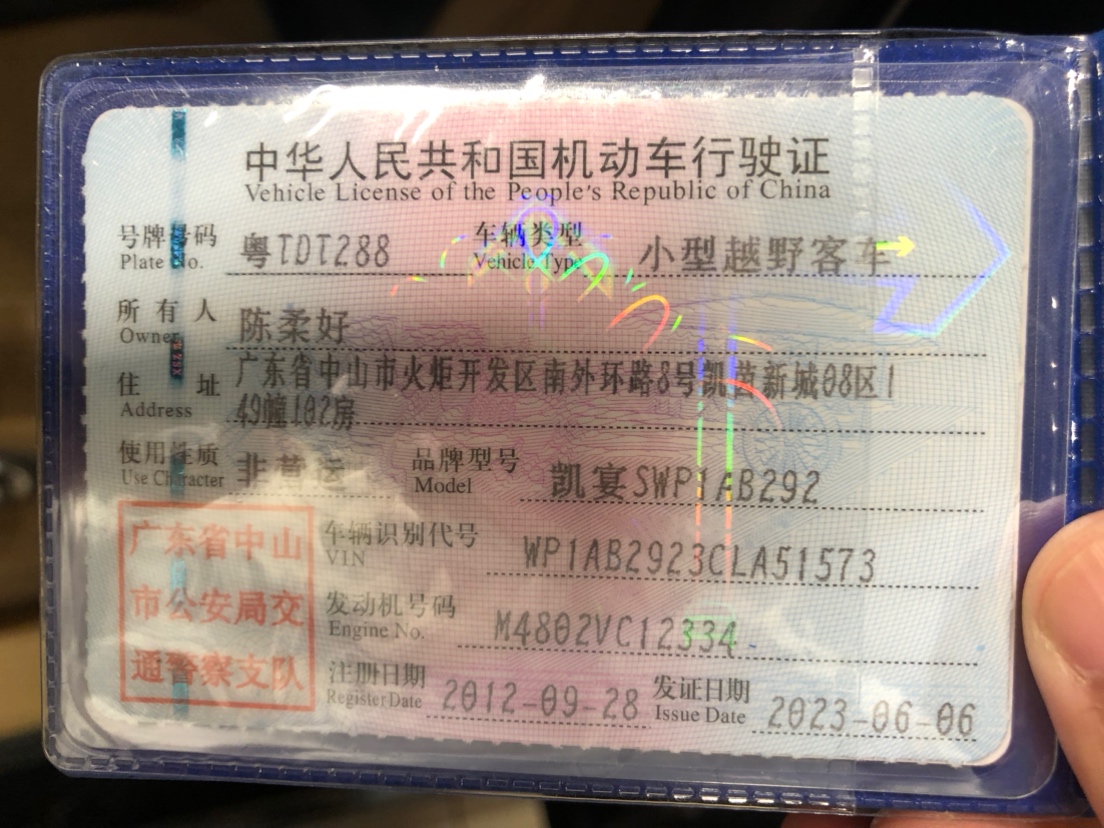 中华人民共和国机动车行驶证
Vehicle License of the People's Republic of China
号牌号码 粤TDT288 车辆类型 小型越野客车
Plate No. Vehicle Type
所有人 陈柔好
Owner
广东省中山市火炬开发区南外环路8号凯茵新城08区1
住址 49幢102房
Address
使用性质 非营运 品牌型号 凯宴SWP1AB292
Use Character Model
车辆识别代号 WP1AB2923CLA51573
VIN
发动机号码 M4802VC12334
Engine No.
注册日期 2012-09-28 发证日期 2023-06-06
Register Date Issue Date
广东省中山
市公安局交
通警察支队